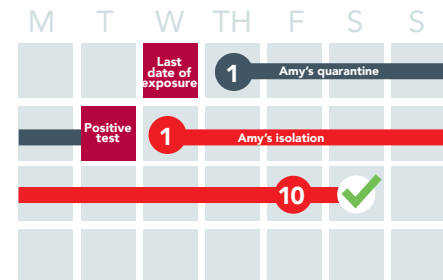 M T W TH F S S
Last
date of
exposure
1 Amy's quarantine
Positive
test
1 Amy's isolation
10